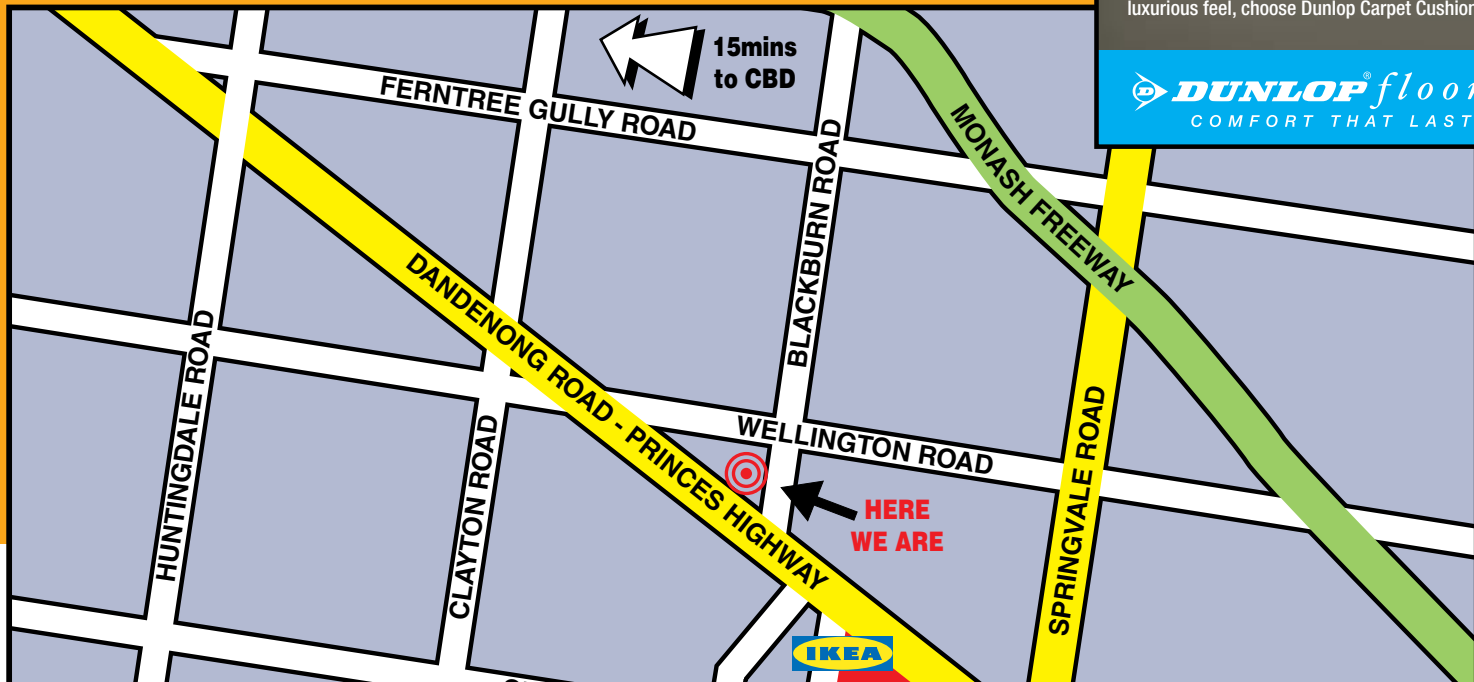 luxurious feel, choose Dunlop Carpet Cushion
DUNLOP® floor
COMFORT THAT LAST
15mins
to CBD
FERNTREE GULLY ROAD
MONASH FREEWAY
BLACKBURN ROAD
DANDENONG ROAD - PRINCES HIGHWAY
HUNTINGDALE ROAD
CLAYTON ROAD
WELLINGTON ROAD
SPRINGVALE ROAD
HERE
WE ARE
IKEA